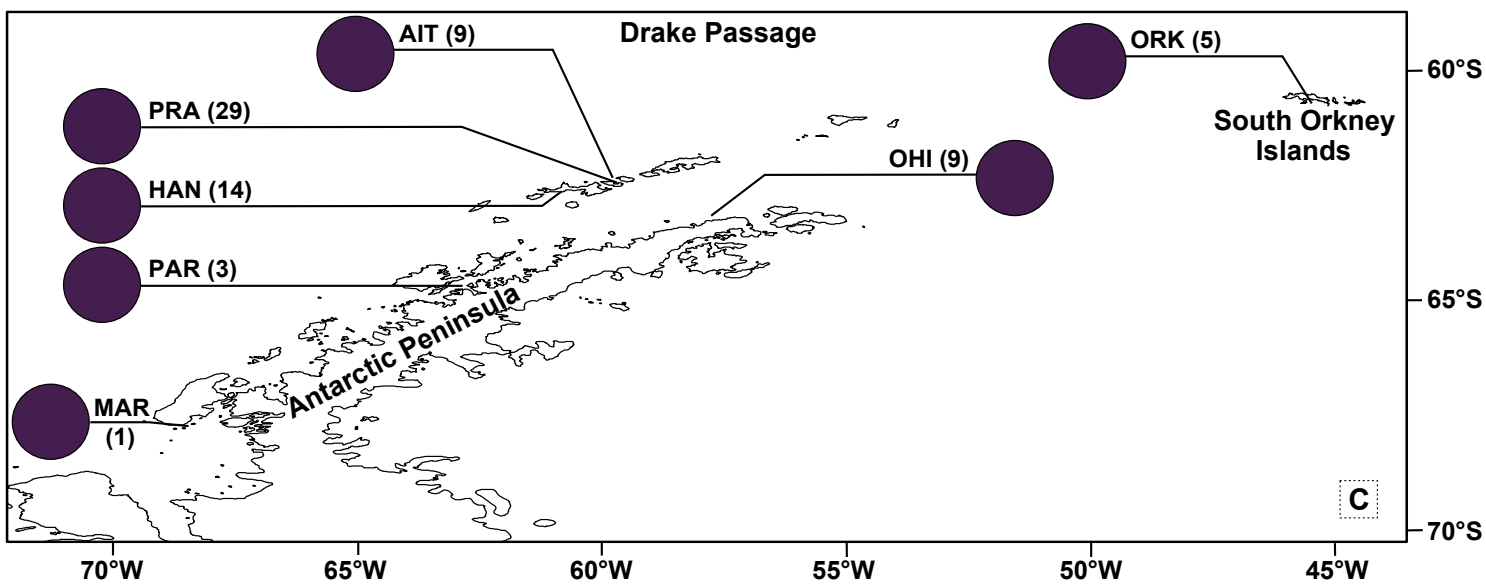 AIT (9)
Drake Passage
ORK (5)
60°S
PRA (29)
South Orkney
Islands
OHI (9)
HAN (14)
PAR (3)
65°S
Antarctic Peninsula
MAR
(1)
C
70°S
70°W
65°W
60°W
55°W
50°W
45°W